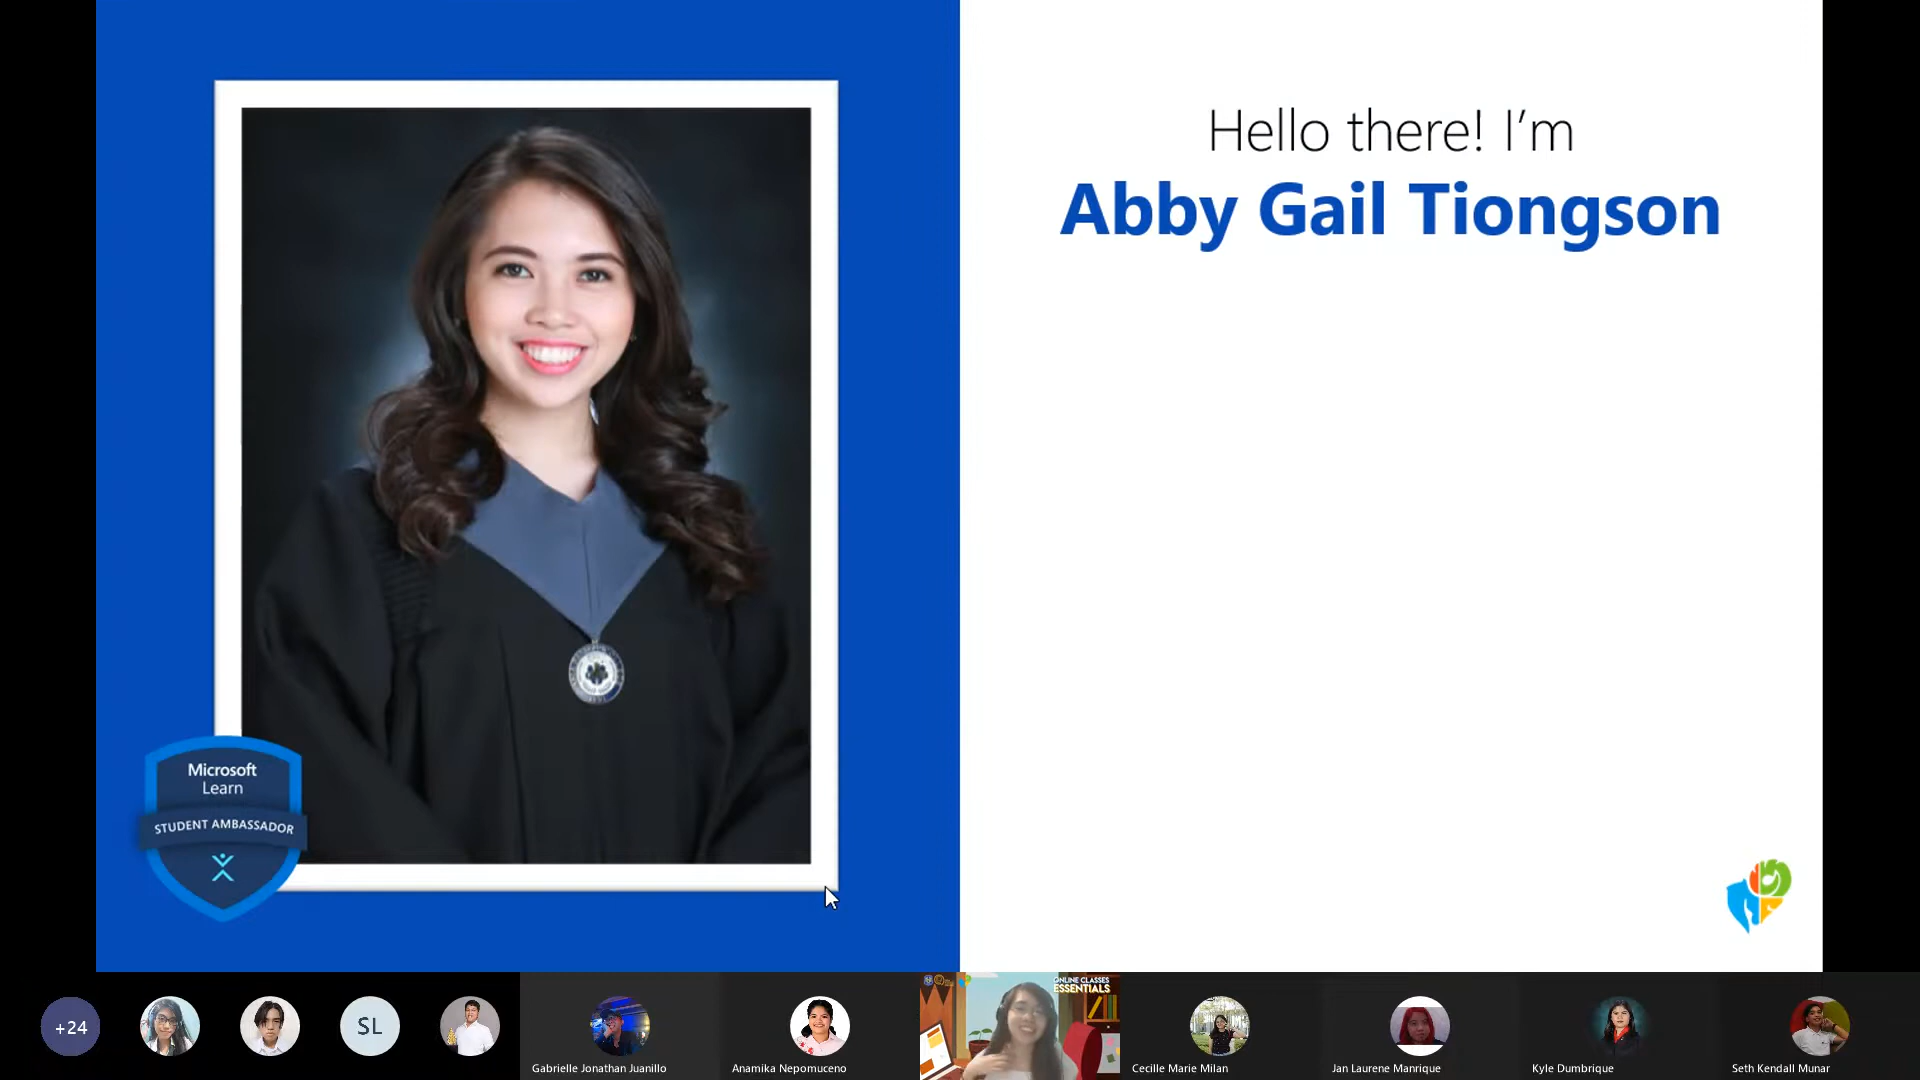 Hello there! I’m
Abby Gail Tiongson
Microsoft
Learn
STUDENT AMBASSADOR
ONLINE CLASSES
ESSENTIALS
+24
SL
Gabrielle Jonathan Juanillo
Anamika Nepomuceno
Cecille Marie Milan
Jan Laurene Manrique
Kyle Dumbrique
Seth Kendall Munar